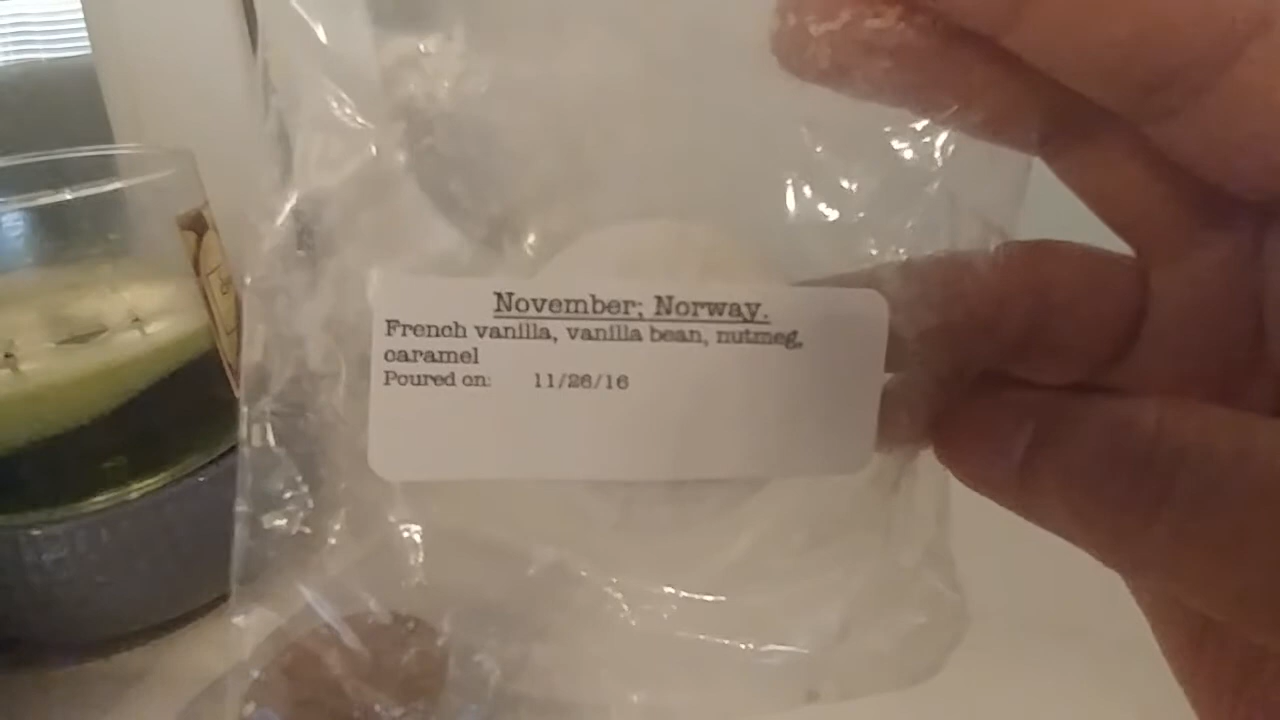 November; Norway.
French vanilla, vanilla bean, nutmeg,
caramel
Poured on: 11/26/16